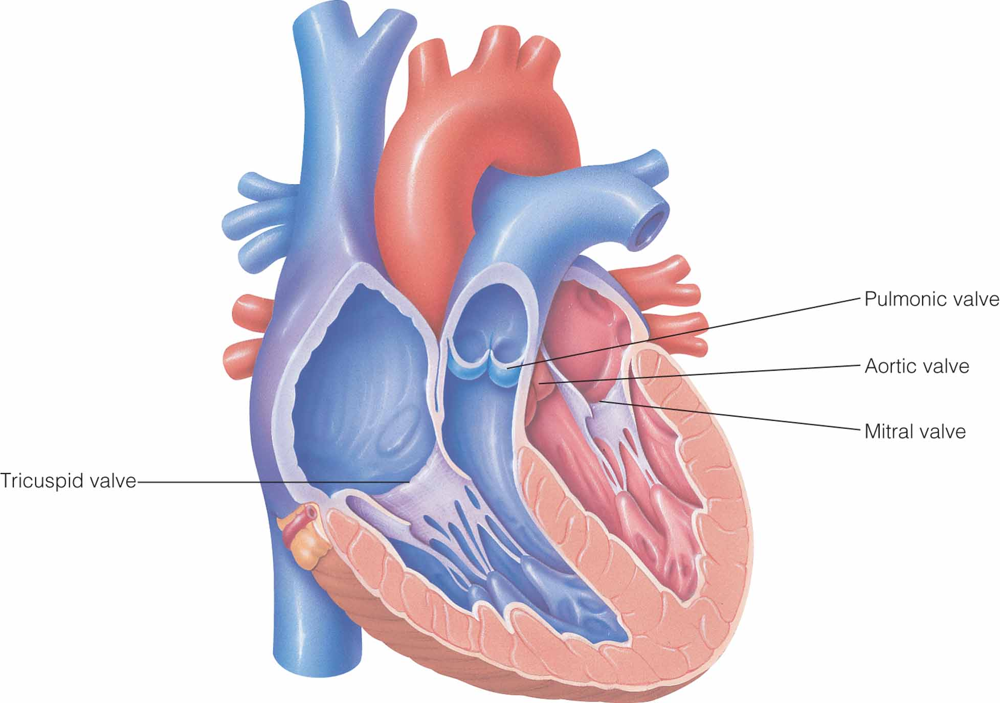 Pulmonic valve
Aortic valve
Mitral valve
Tricuspid valve